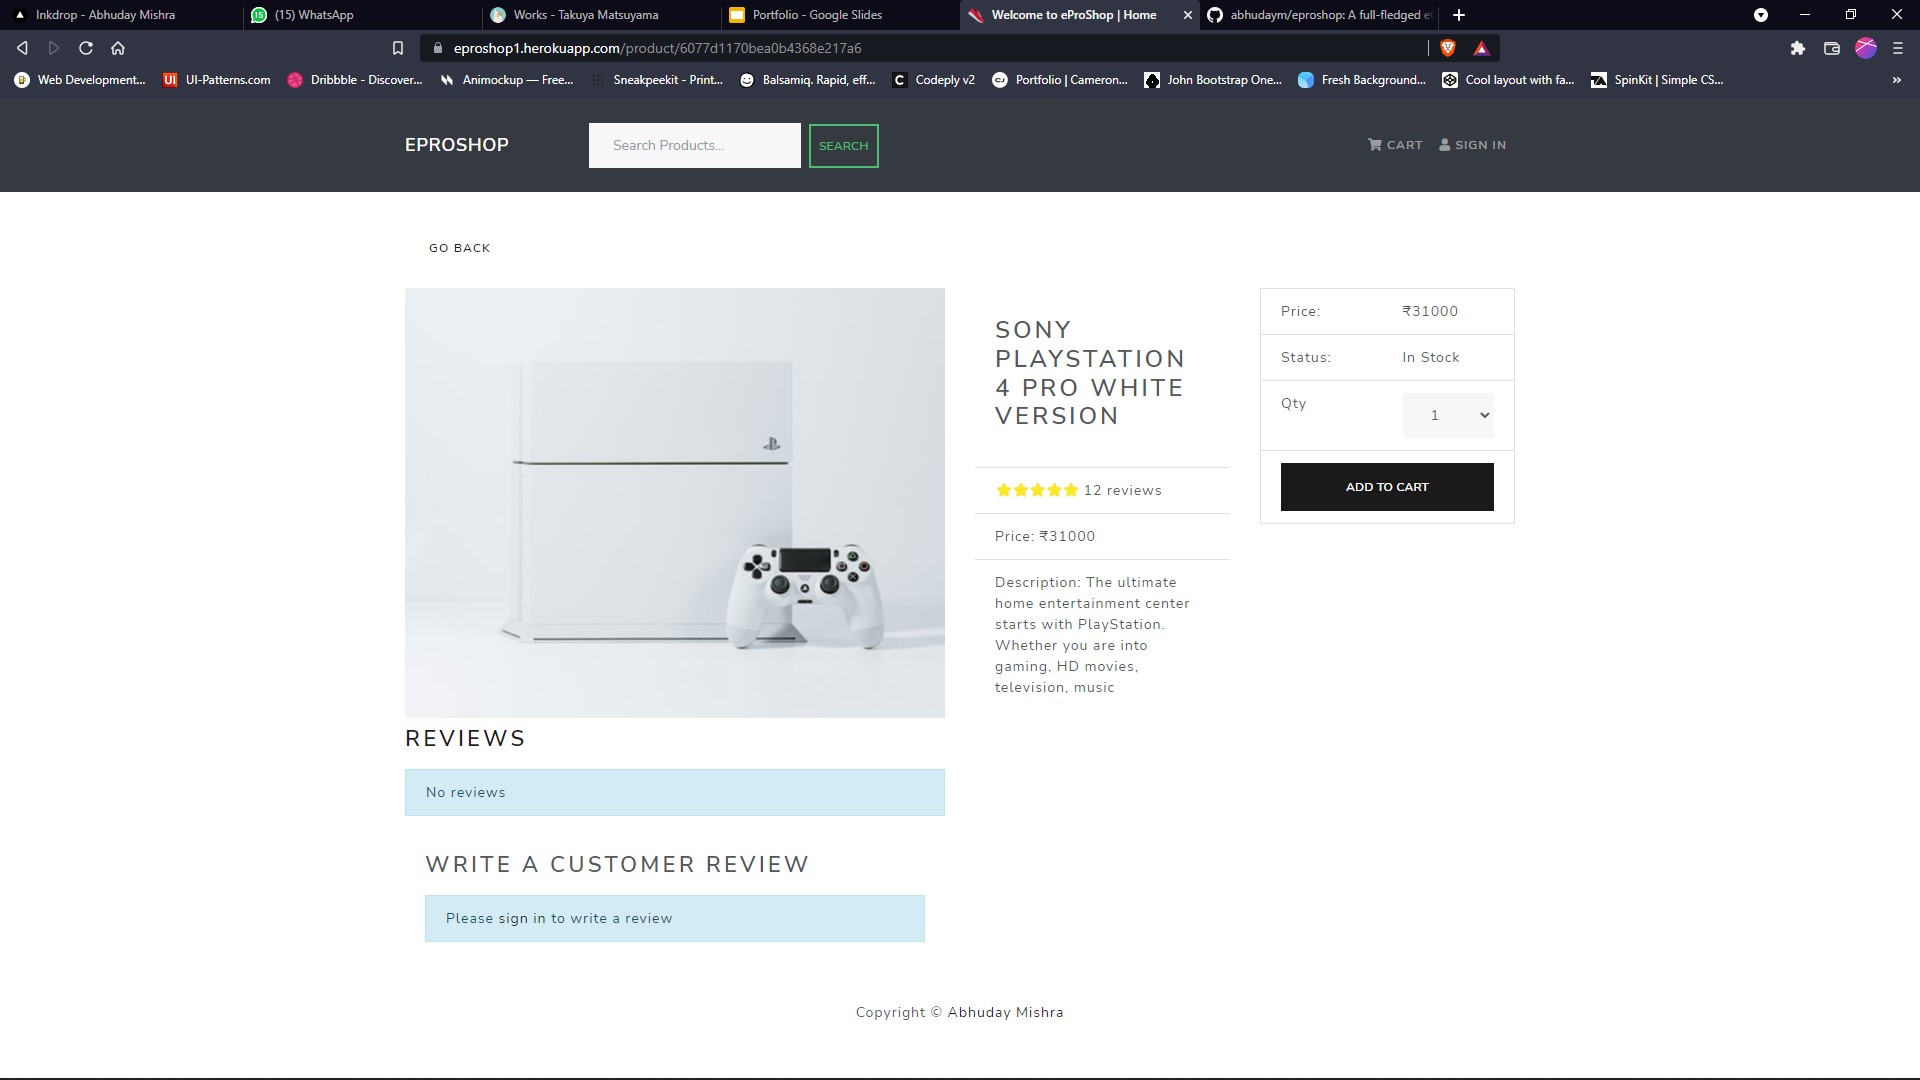 Inkdrop - Abhuday Mishra
15
(15) WhatsApp
Works - Takuya Matsuyama
Portfolio - Google Slides
Welcome to eProShop | Home
abhudaym/eproshop: A full-fledged e
eproshop1.herokuapp.com/product/6077d1170bea0b4368e217a6
Web Development...
UI
UI-Patterns.com
Dribbble - Discover...
Animockup — Free...
Sneakpeekit - Print...
Balsamiq. Rapid, eff...
C
Codeply v2
CJ
Portfolio | Cameron...
John Bootstrap One...
Fresh Background...
Cool layout with fa...
SpinKit | Simple CS...
»
EPROSHOP
Search Products...
SEARCH
CART
SIGN IN
GO BACK
SONY
PLAYSTATION
4 PRO WHITE
VERSION
12 reviews
Price: ₹31000
Description: The ultimate
home entertainment center
starts with PlayStation.
Whether you are into
gaming, HD movies,
television, music
Price: ₹31000
Status: In Stock
Qty 1
ADD TO CART
REVIEWS
No reviews
WRITE A CUSTOMER REVIEW
Please sign in to write a review
Copyright © Abhuday Mishra